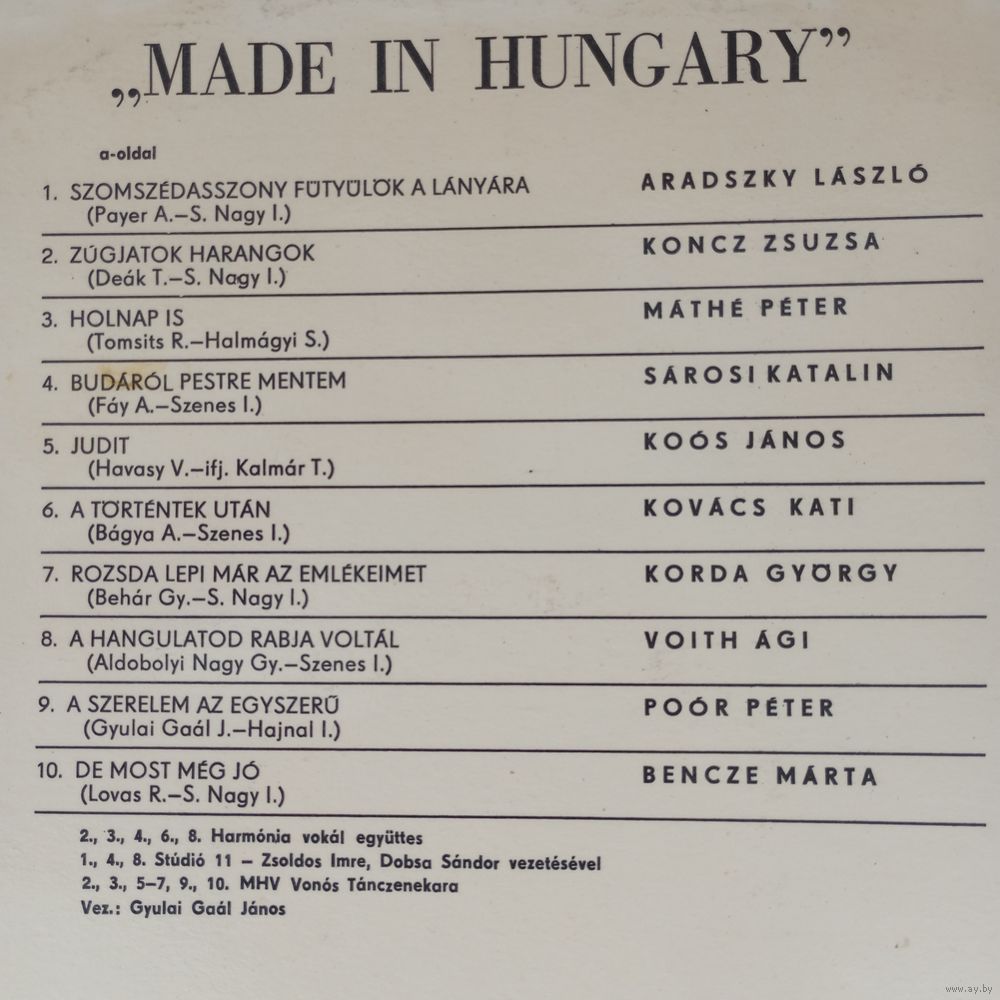 „MADE IN HUNGARY”
a-oldal
1. SZOMSZÉDASSZONY FÜTYÜLÖK A LÁNYÁRA ARADSZKY LÁSZLÓ
(Payer A.–S. Nagy I.)
2. ZÚGJATOK HARANGOK KONCZ ZSUZSA
(Deák T.–S. Nagy I.)
3. HOLNAP IS MÁTHÉ PÉTER
(Tomsits R.–Halmágyi S.)
4. BUDÁRÓL PESTRE MENTEM SÁROSI KATALIN
(Fáy A.–Szenes I.)
5. JUDIT KOÓS JÁNOS
(Havasy V.–ifj. Kalmár T.)
6. A TÖRTÉNTEK UTÁN KOVÁCS KATI
(Bágya A.–Szenes I.)
7. ROZSDA LEPI MÁR AZ EMLÉKEIMET KORDA GYÖRGY
(Behár Gy.–S. Nagy I.)
8. A HANGULATOD RABJA VOLTÁL VOITH ÁGI
(Aldobolyi Nagy Gy.–Szenes I.)
9. A SZERELEM AZ EGYSZERŰ POÓR PÉTER
(Gyulai Gaál J.–Hajnal I.)
10. DE MOST MÉG JÓ BENCZE MÁRTA
(Lovas R.–S. Nagy I.)
2., 3., 4., 6., 8. Harmónia vokál együttes
1., 4., 8. Stúdió 11 – Zsoldos Imre, Dobsa Sándor vezetésével
2., 3., 5–7, 9., 10. MHV Vonós Tánczenekara
Vez.: Gyulai Gaál János
www.ay.by